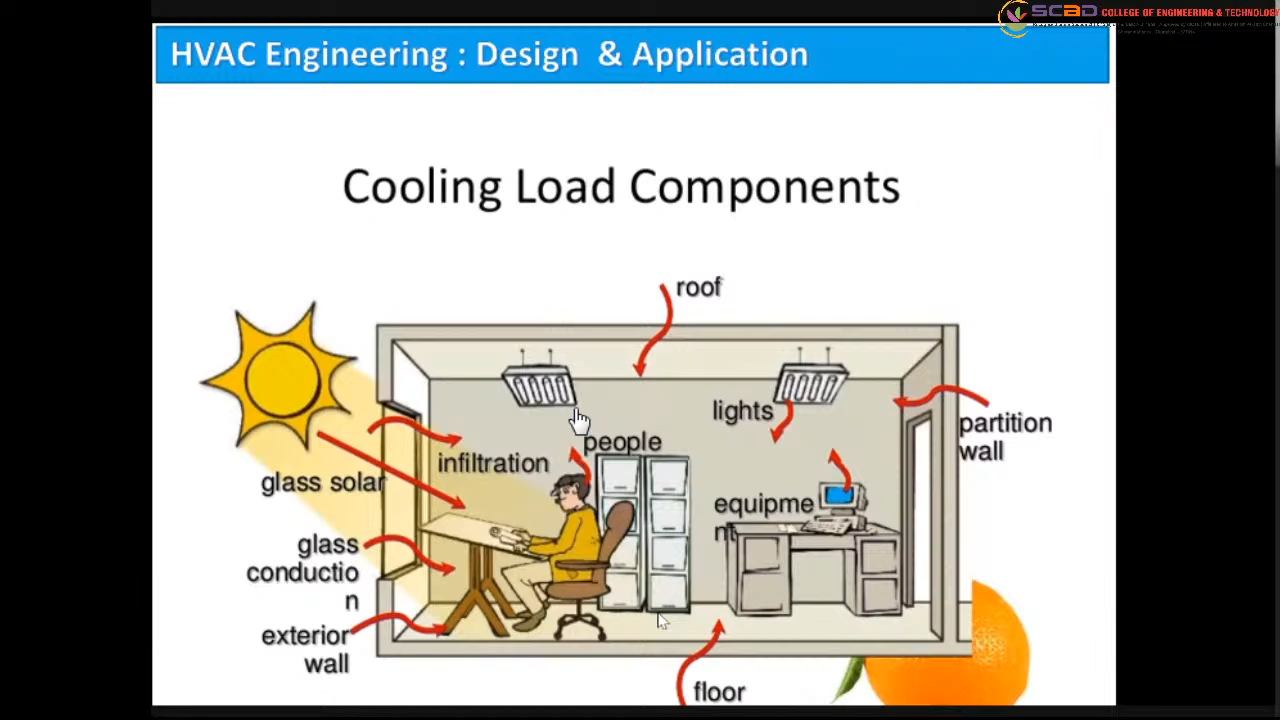 SCAD COLLEGE OF ENGINEERING & TECHNOLOGY
HVAC Engineering : Design & Application
Cooling Load Components
roof
lights
partition
wall
people
infiltration
glass solar
equipme
nt
glass
conductio
n
exterior
wall
floor